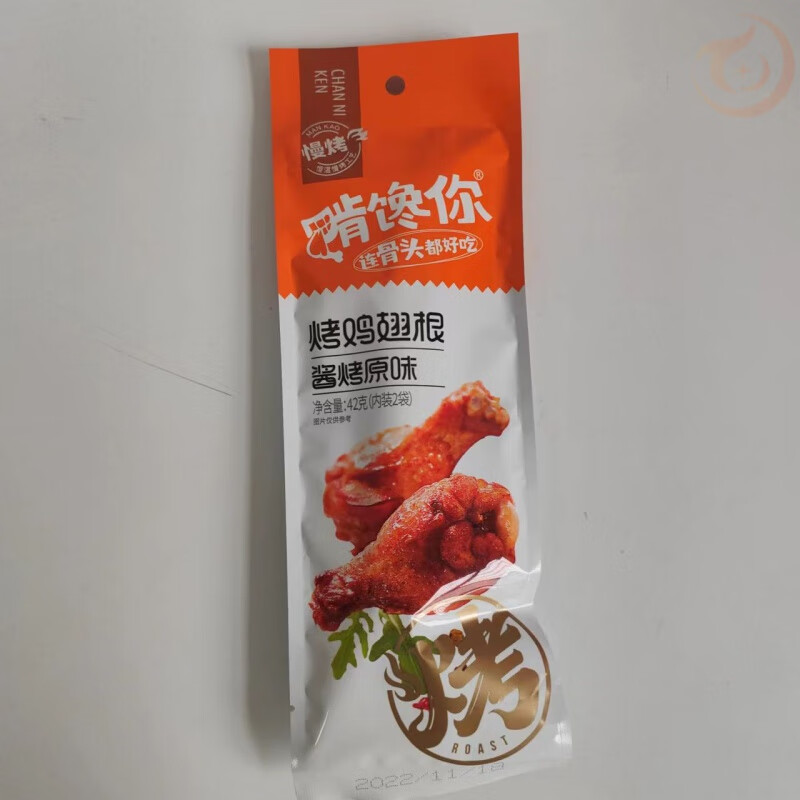 CHAN NI
KEN
MAN KAO
慢烤
啃馋你®
连骨头都好吃
烤鸡翅根
酱烤原味
净含量:42克(内装2袋)
图片仅供参考
烤
ROAST
2022/11/18